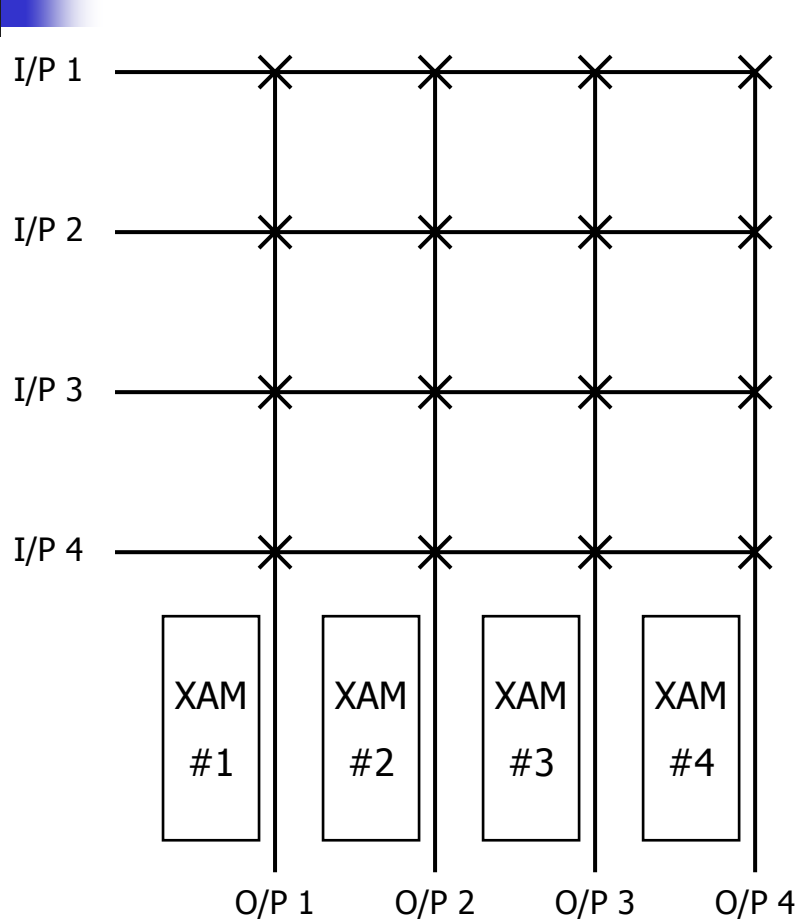 I/P 1
I/P 2
I/P 3
I/P 4
XAM XAM XAM XAM
#1 #2 #3 #4
O/P 1 O/P 2 O/P 3 O/P 4